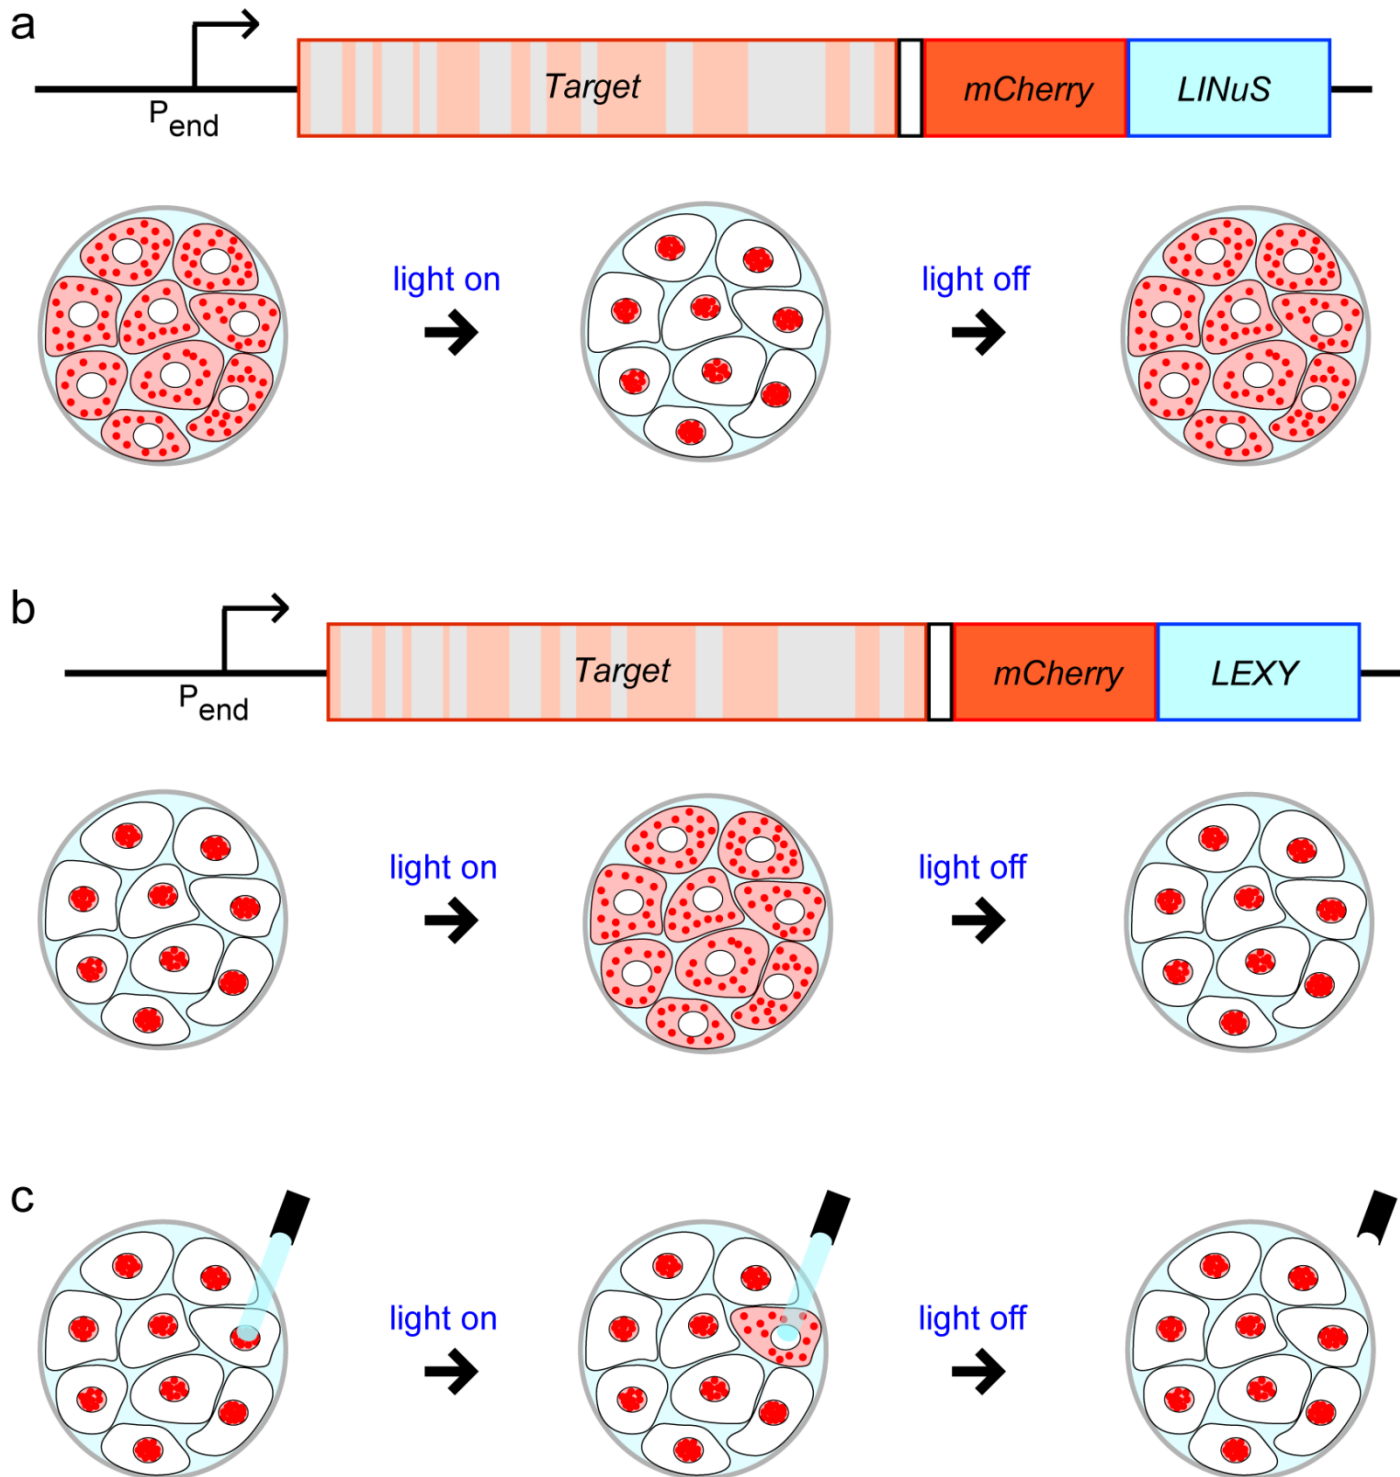 a
Target mCherry LINuS
Pend
light on light off
b
Target mCherry LEXY
Pend
light on light off
c
light on light off